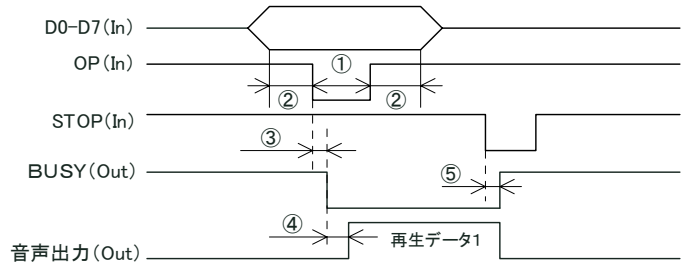 D0-D7(In)
OP(In)
①
②
②
STOP(In)
③
BUSY(Out)
⑤
④
再生データ1
音声出力(Out)